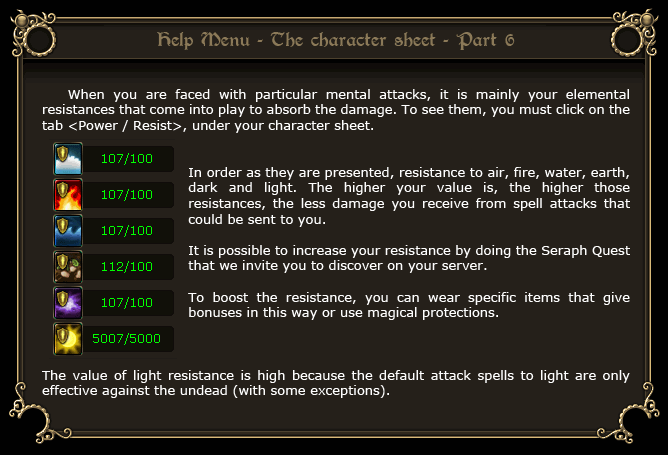 Help Menu - The character sheet - Part 6
When you are faced with particular mental attacks, it is mainly your elemental
resistances that come into play to absorb the damage. To see them, you must click on the
tab <Power / Resist>, under your character sheet.
107/100
107/100
107/100
112/100
107/100
5007/5000
In order as they are presented, resistance to air, fire, water, earth,
dark and light. The higher your value is, the higher those
resistances, the less damage you receive from spell attacks that
could be sent to you.
It is possible to increase your resistance by doing the Seraph Quest
that we invite you to discover on your server.
To boost the resistance, you can wear specific items that give
bonuses in this way or use magical protections.
The value of light resistance is high because the default attack spells to light are only
effective against the undead (with some exceptions).